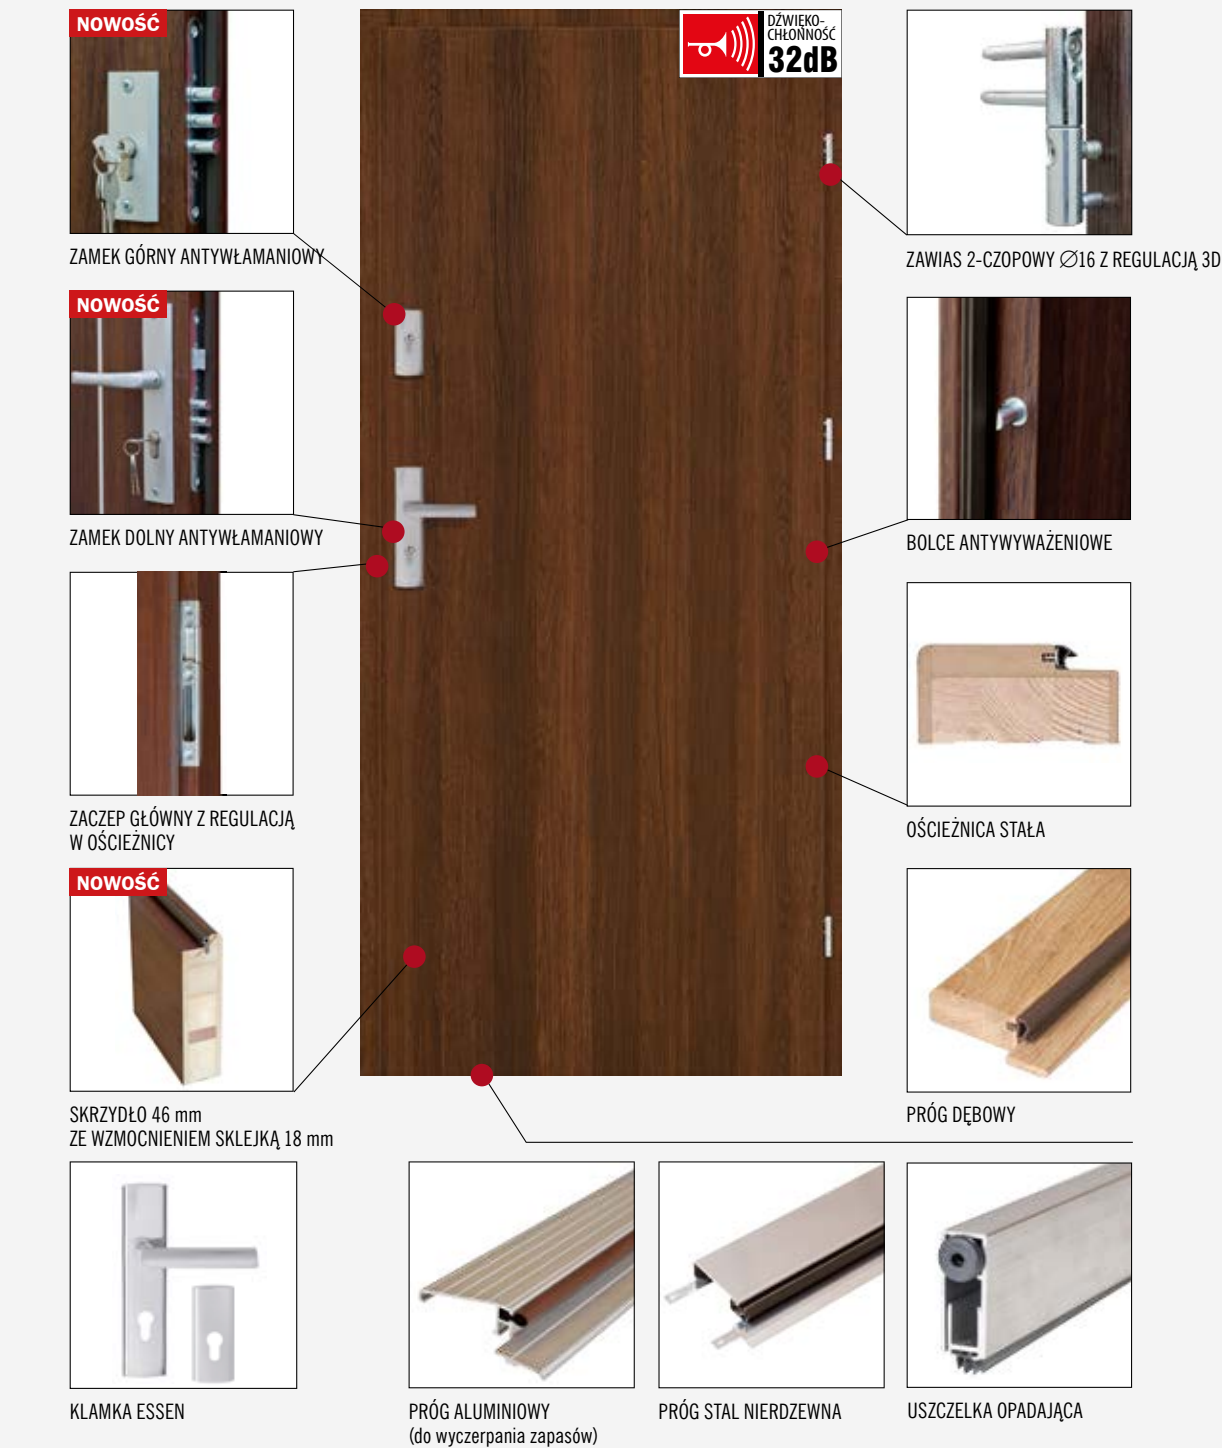 NOWOŚĆ
ZAMEK GÓRNY ANTYWŁAMANIOWY
NOWOŚĆ
ZAMEK DOLNY ANTYWŁAMANIOWY
ZACZEP GŁÓWNY Z REGULACJĄ
W OŚCIEŻNICY
NOWOŚĆ
SKRZYDŁO 46 mm
ZE WZMOCNIENIEM SKLEJKĄ 18 mm
KLAMKA ESSEN
DŹWIĘKO-
CHŁONNOŚĆ
32dB
ZAWIAS 2-CZOPOWY ∅16 Z REGULACJĄ 3D
BOLCE ANTYWYWAŻENIOWE
OŚCIEŻNICA STAŁA
PRÓG DĘBOWY
PRÓG ALUMINIOWY
(do wyczerpania zapasów)
PRÓG STAL NIERDZEWNA
USZCZELKA OPADAJĄCA